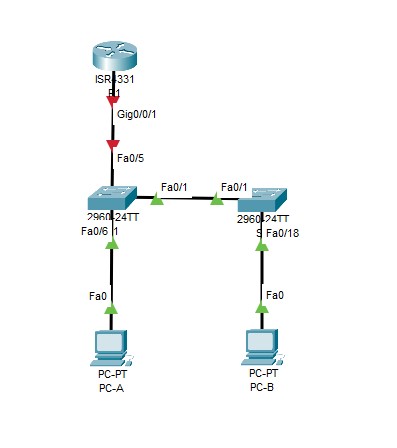 ISR4331
R1
Gig0/0/1
Fa0/5
Fa0/1
Fa0/1
2960-24TT
2960-24TT
Fa0/6
Fa0/18
Fa0
Fa0
PC-PT
PC-A
PC-PT
PC-B